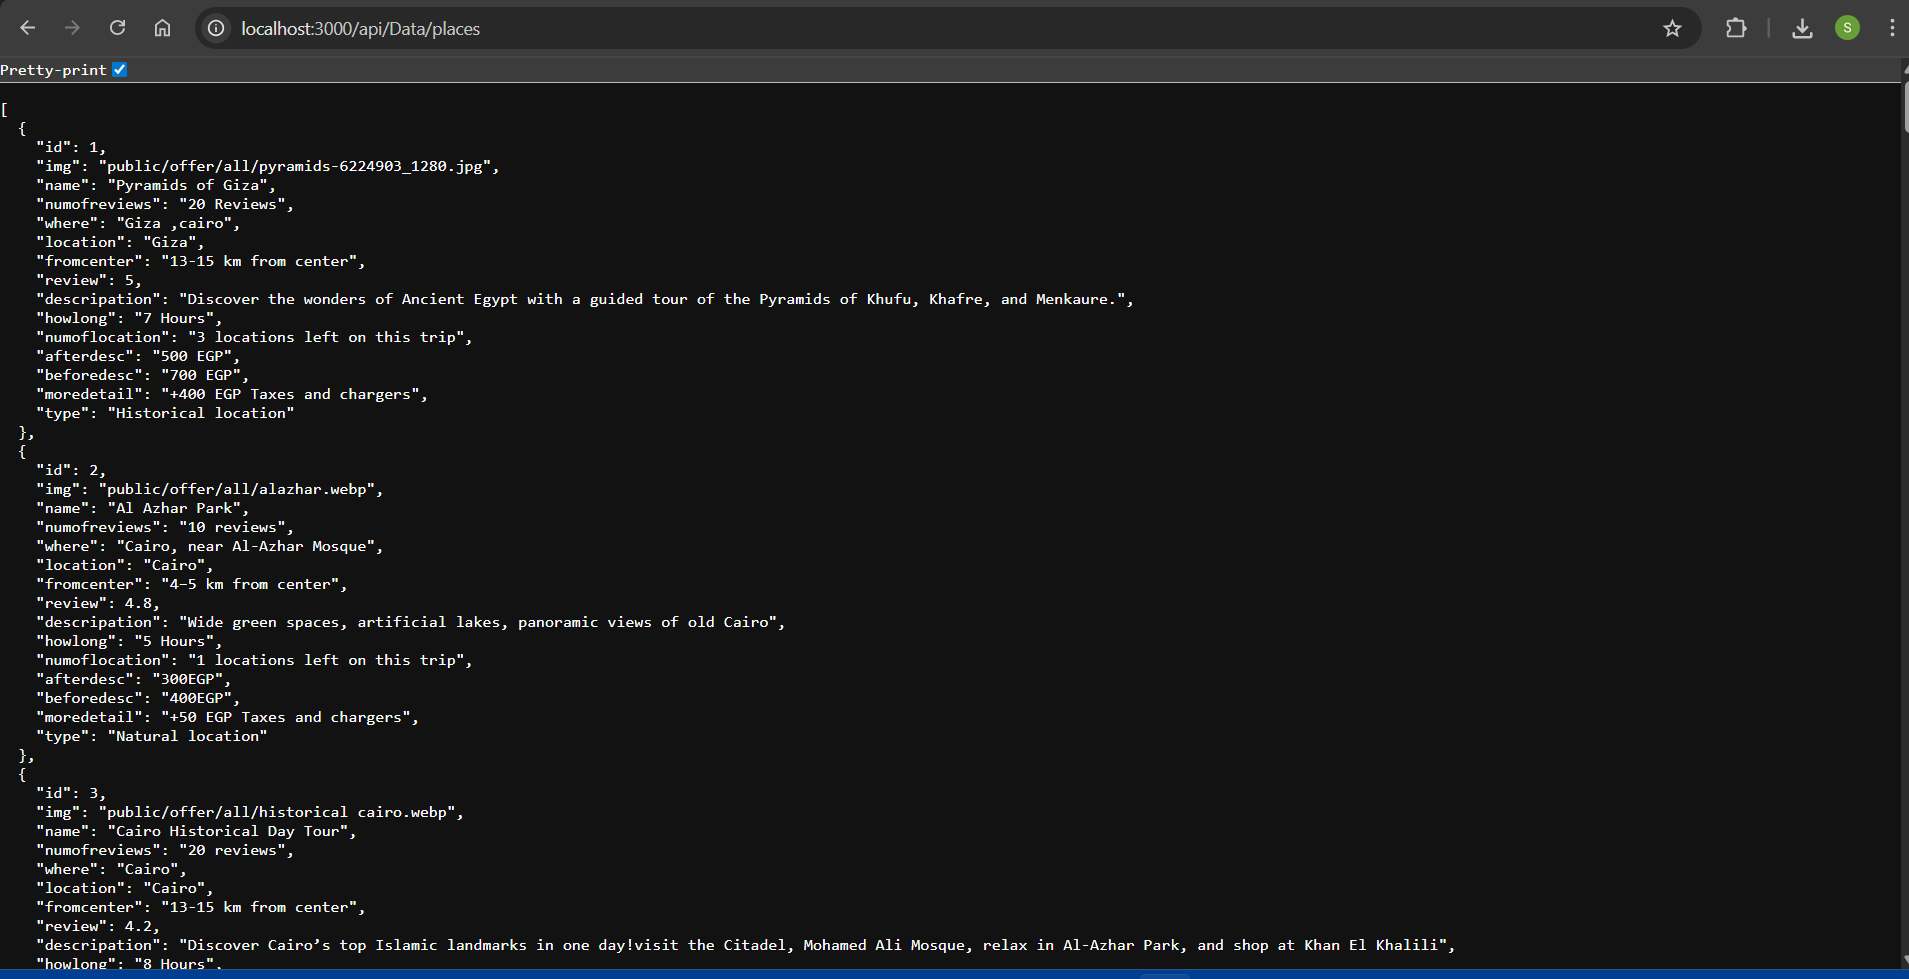 localhost:3000/api/Data/places
S
Pretty-print
[
{
"id": 1,
"img": "public/offer/all/pyramids-6224903_1280.jpg",
"name": "Pyramids of Giza",
"numofreviews": "20 Reviews",
"where": "Giza ,cairo",
"location": "Giza",
"fromcenter": "13-15 km from center",
"review": 5,
"descripation": "Discover the wonders of Ancient Egypt with a guided tour of the Pyramids of Khufu, Khafre, and Menkaure.",
"howlong": "7 Hours",
"numoflocation": "3 locations left on this trip",
"afterdesc": "500 EGP",
"beforedesc": "700 EGP",
"moredetail": "+400 EGP Taxes and chargers",
"type": "Historical location"
},
{
"id": 2,
"img": "public/offer/all/alazhar.webp",
"name": "Al Azhar Park",
"numofreviews": "10 reviews",
"where": "Cairo, near Al-Azhar Mosque",
"location": "Cairo",
"fromcenter": "4–5 km from center",
"review": 4.8,
"descripation": "Wide green spaces, artificial lakes, panoramic views of old Cairo",
"howlong": "5 Hours",
"numoflocation": "1 locations left on this trip",
"afterdesc": "300EGP",
"beforedesc": "400EGP",
"moredetail": "+50 EGP Taxes and chargers",
"type": "Natural location"
},
{
"id": 3,
"img": "public/offer/all/historical cairo.webp",
"name": "Cairo Historical Day Tour",
"numofreviews": "20 reviews",
"where": "Cairo",
"location": "Cairo",
"fromcenter": "13-15 km from center",
"review": 4.2,
"descripation": "Discover Cairo’s top Islamic landmarks in one day!visit the Citadel, Mohamed Ali Mosque, relax in Al-Azhar Park, and shop at Khan El Khalili",
"howlong": "8 Hours",